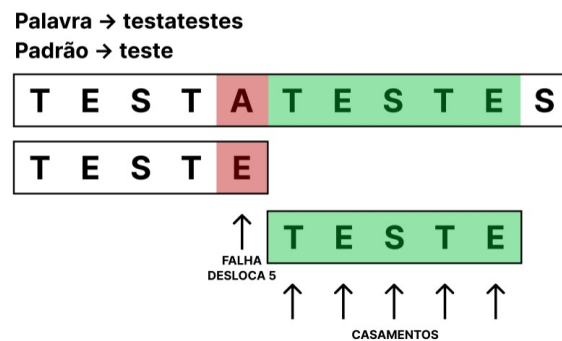 Palavra → testatestes
Padrão → teste
T E S T A T E S T E S
T E S T E
T E S T E
FALHA
DESLOCA 5
CASAMENTOS